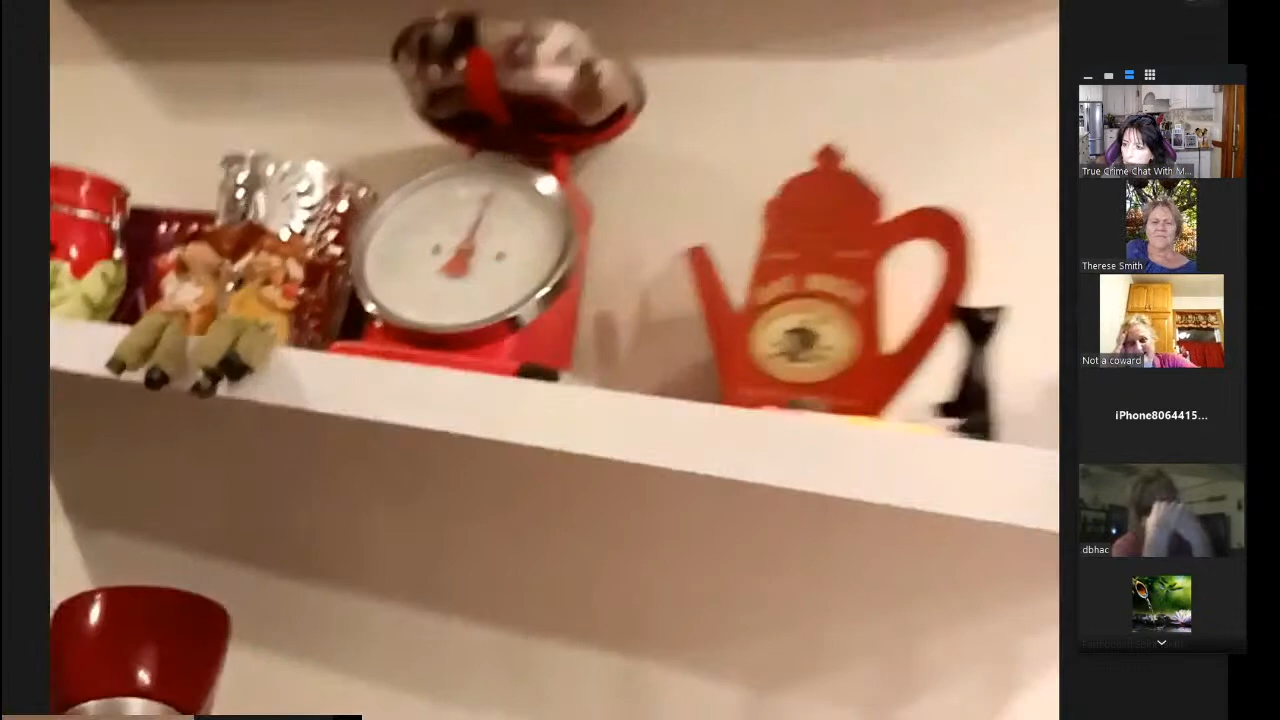 True Crime Chat With M...
Therese Smith
Not a coward
iPhone8064415...
dbhac